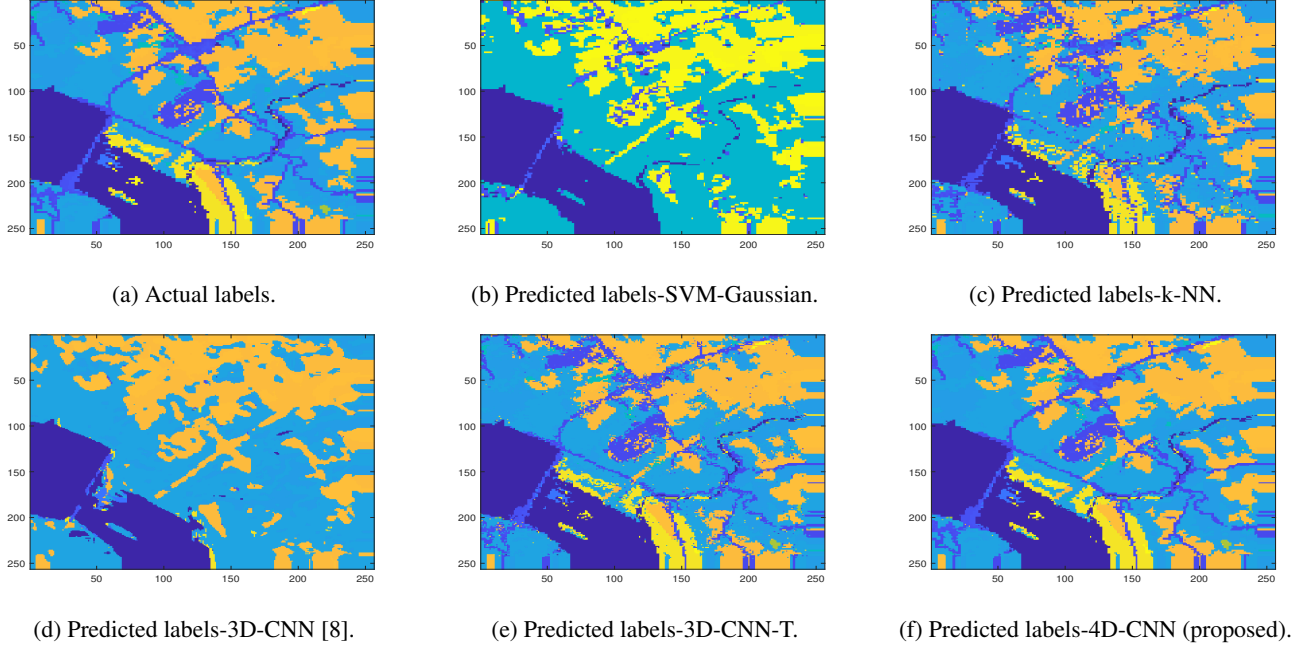 50
100
150
200
250
50 100 150 200 250
(a) Actual labels.
50
100
150
200
250
50 100 150 200 250
(b) Predicted labels-SVM-Gaussian.
50
100
150
200
250
50 100 150 200 250
(c) Predicted labels-k-NN.
50
100
150
200
250
50 100 150 200 250
(d) Predicted labels-3D-CNN [8].
50
100
150
200
250
50 100 150 200 250
(e) Predicted labels-3D-CNN-T.
50
100
150
200
250
50 100 150 200 250
(f) Predicted labels-4D-CNN (proposed).